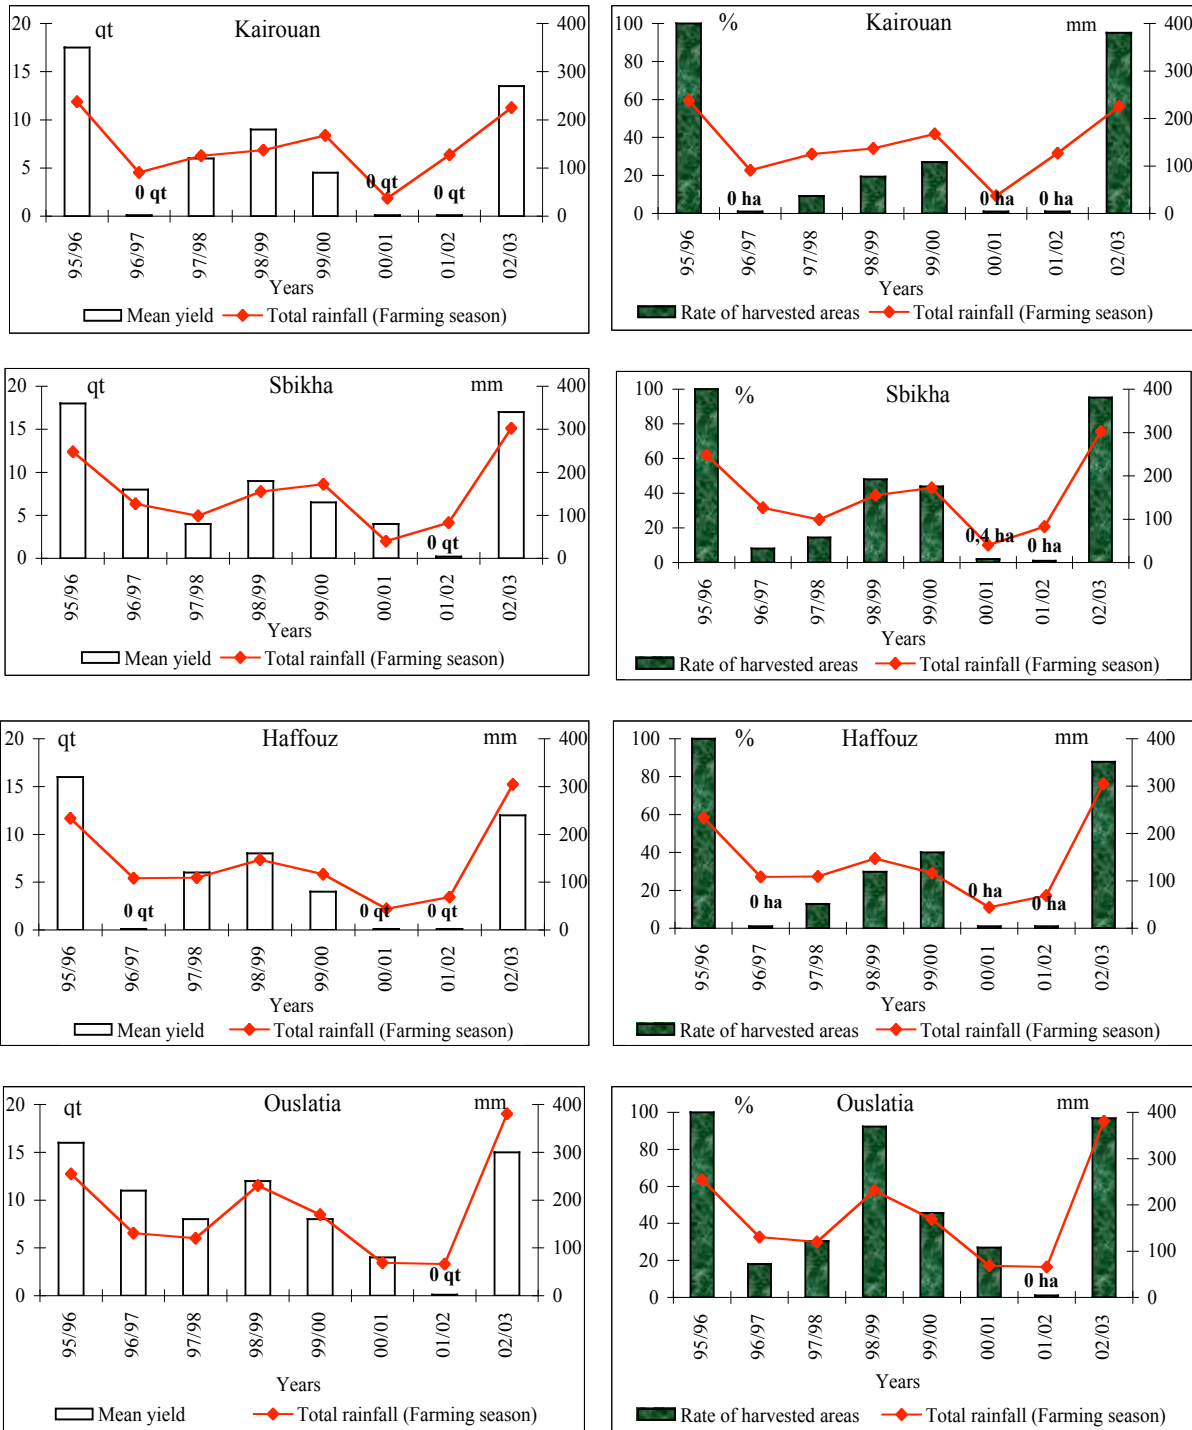 qt Kairouan
20 400
15 300
10 200
5 100
0 qt 0 qt 0 qt
0 0
95/96 96/97 97/98 98/99 99/00 00/01 01/02 02/03
Years
Mean yield Total rainfall (Farming season)
% Kairouan mm
100 400
80 300
60 200
40 100
20
0 ha 0 ha 0 ha
0 0
95/96 96/97 97/98 98/99 99/00 00/01 01/02 02/03
Years
Rate of harvested areas Total rainfall (Farming season)
qt Sbikha mm
20 400
15 300
10 200
5 100
0 qt
0 0
95/96 96/97 97/98 98/99 99/00 00/01 01/02 02/03
Years
Mean yield Total rainfall (Farming season)
% Sbikha
100 400
80 300
60 200
40 100
20
0,4 ha 0 ha
0 0
95/96 96/97 97/98 98/99 99/00 00/01 01/02 02/03
Years
Rate of harvested areas Total rainfall (Farming season)
qt Haffouz mm
20 400
15 300
10 200
5 100
0 qt 0 qt 0 qt
0 0
95/96 96/97 97/98 98/99 99/00 00/01 01/02 02/03
Years
Mean yield Total rainfall (Farming season)
% Haffouz mm
100 400
80 300
60 200
40 100
20
0 ha 0 ha 0 ha
0 0
95/96 96/97 97/98 98/99 99/00 00/01 01/02 02/03
Years
Rate of harvested areas Total rainfall (Farming season)
qt Ouslatia mm
20 400
15 300
10 200
5 100
0 qt
0 0
95/96 96/97 97/98 98/99 99/00 00/01 01/02 02/03
Years
Mean yield Total rainfall (Farming season)
% Ouslatia mm
100 400
80 300
60 200
40 100
20
0 ha
0 0
95/96 96/97 97/98 98/99 99/00 00/01 01/02 02/03
Years
Rate of harvested areas Total rainfall (Farming season)